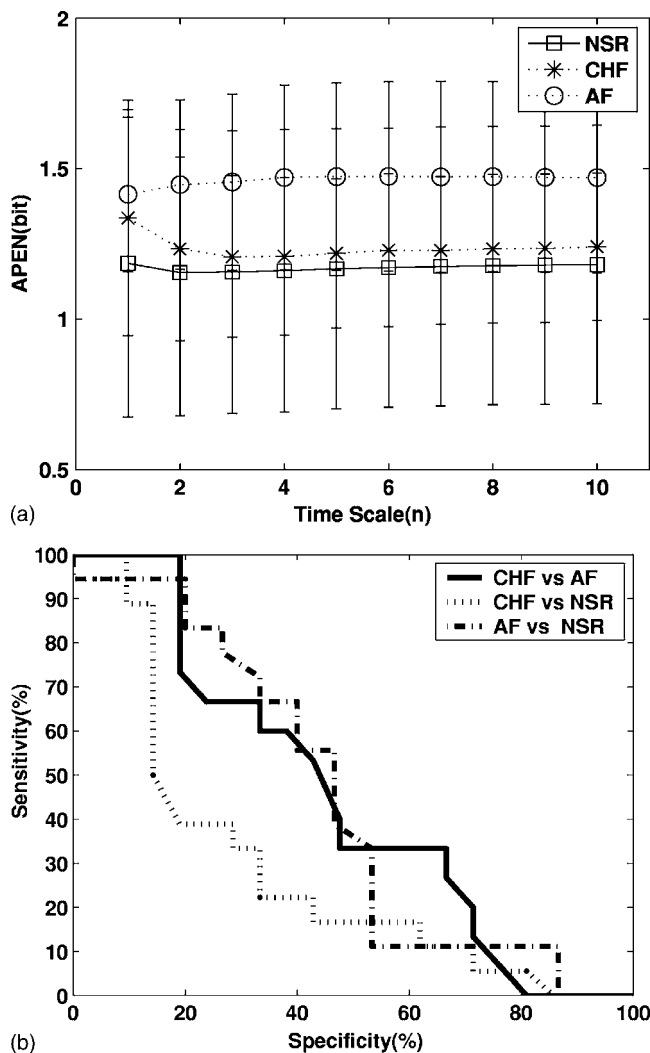 2
1.5
1
0.5
APEN(bit)
NSR
CHF
AF
0 2 4 6 8 10
Time Scale(n)
(a)
100
90
80
70
60
50
40
30
20
10
0
Sensitivity(%)
CHF vs AF
CHF vs NSR
AF vs NSR
0 20 40 60 80 100
Specificity(%)
(b)